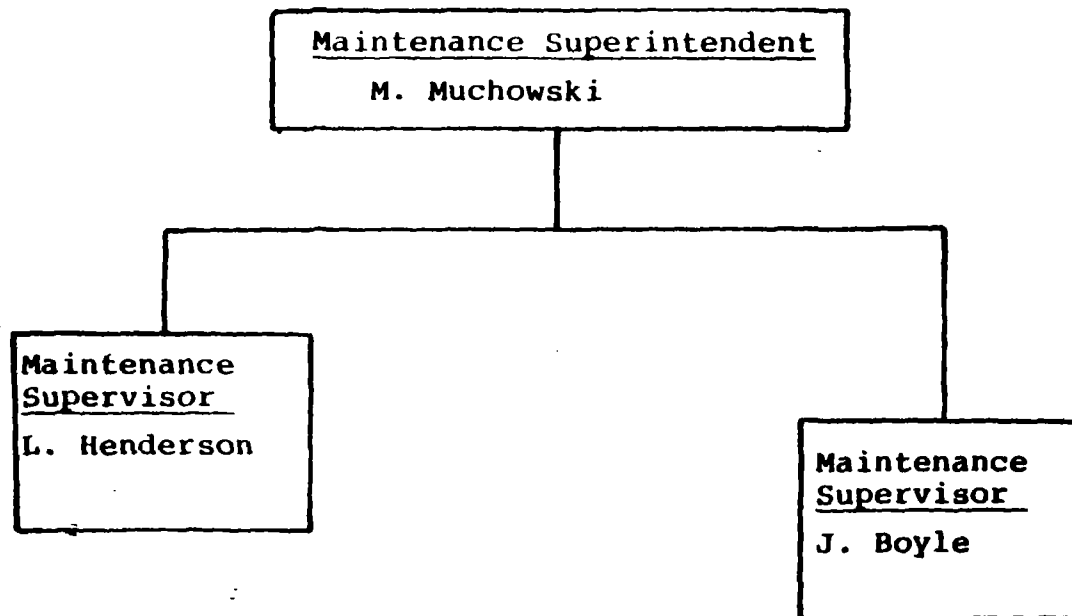 Maintenance Superintendent
M. Muchowski
Maintenance
Supervisor
L. Henderson
Maintenance
Supervisor
J. Boyle